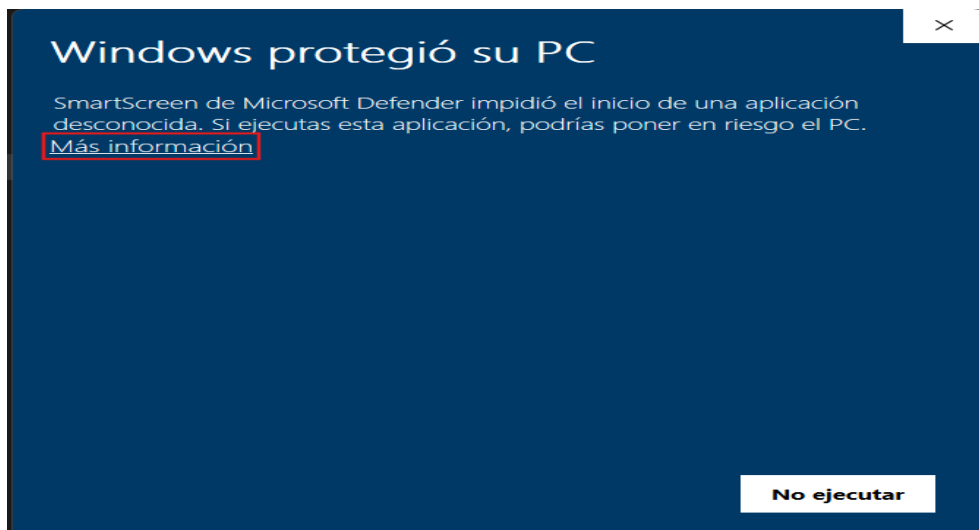 Windows protegió su PC
SmartScreen de Microsoft Defender impidió el inicio de una aplicación
desconocida. Si ejecutas esta aplicación, podrías poner en riesgo el PC.
Más información
No ejecutar